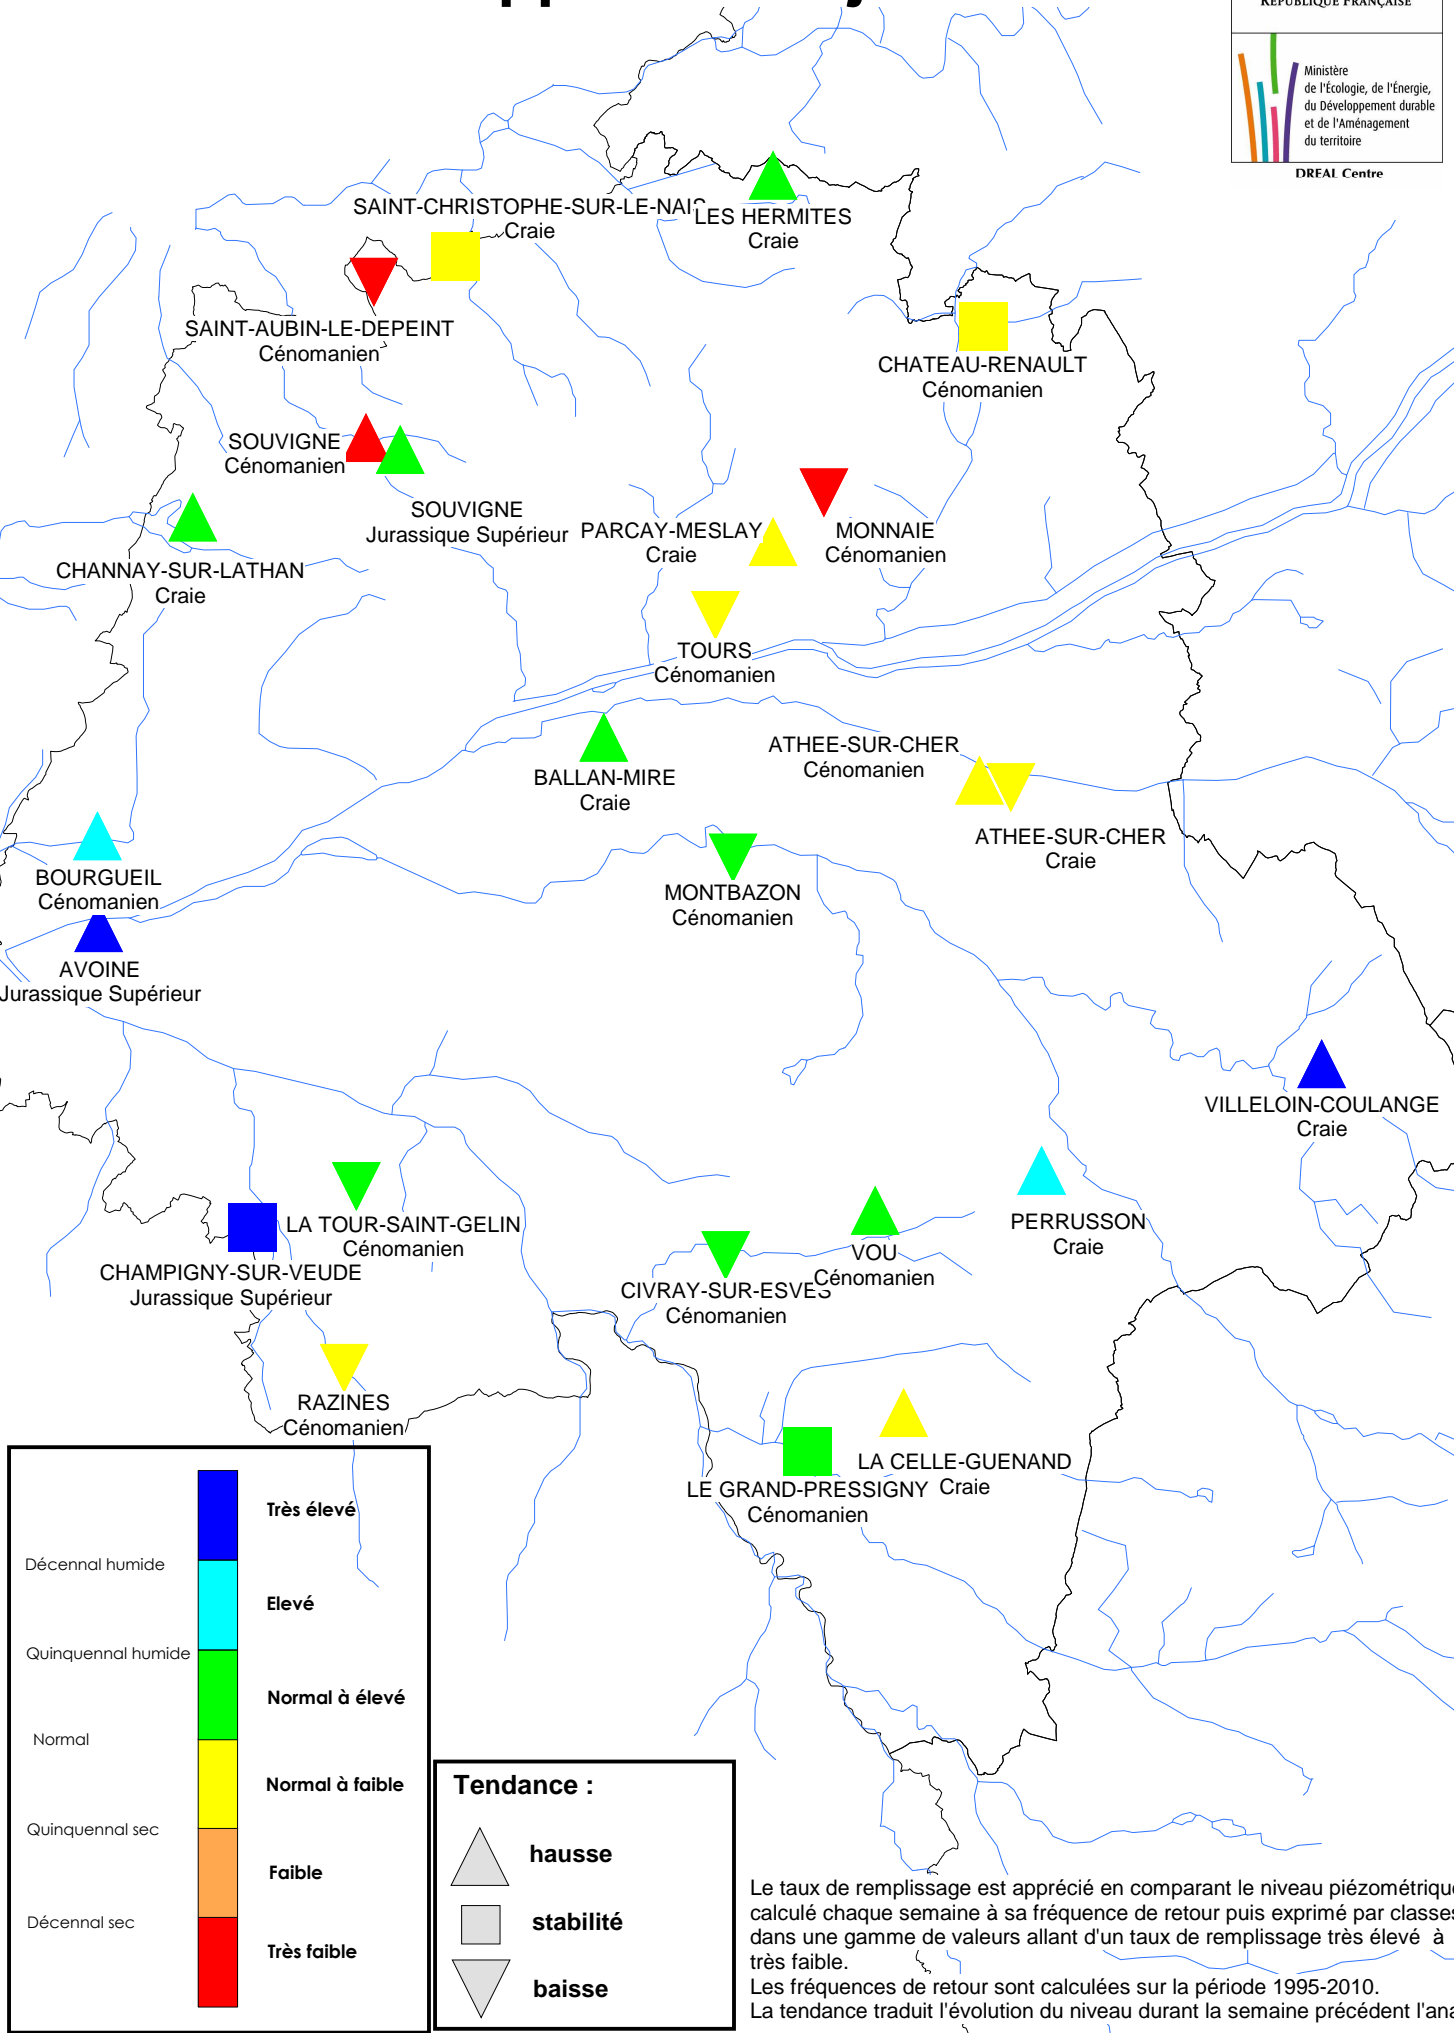 RÉPUBLIQUE FRANÇAISE
Ministère
de l'Écologie, de l'Énergie,
du Développement durable
et de l'Aménagement
du territoire
DREAL Centre
SAINT-CHRISTOPHE-SUR-LE-NAIS
Craie
LES HERMITES
Craie
SAINT-AUBIN-LE-DEPEINT
Cénomanien
CHATEAU-RENAULT
Cénomanien
SOUVIGNE
Cénomanien
SOUVIGNE
Jurassique Supérieur
PARCAY-MESLAY
Craie
MONNAIE
Cénomanien
CHANNAY-SUR-LATHAN
Craie
TOURS
Cénomanien
ATHEE-SUR-CHER
Cénomanien
BALLAN-MIRE
Craie
ATHEE-SUR-CHER
Craie
BOURGUEIL
Cénomanien
MONTBAZON
Cénomanien
AVOINE
Jurassique Supérieur
VILLELOIN-COULANGE
Craie
LA TOUR-SAINT-GELIN
Cénomanien
PERRUSSON
Craie
VOU
Cénomanien
CHAMPIGNY-SUR-VEUDE
Jurassique Supérieur
CIVRAY-SUR-ESVES
Cénomanien
RAZINES
Cénomanien
LA CELLE-GUENAND
Craie
LE GRAND-PRESSIGNY
Cénomanien
Très élevé
Décennal humide
Elevé
Quinquennal humide
Normal à élevé
Normal
Normal à faible
Quinquennal sec
Faible
Décennal sec
Très faible
Tendance :
hausse
stabilité
baisse
Le taux de remplissage est apprécié en comparant le niveau piézométrique
calculé chaque semaine à sa fréquence de retour puis exprimé par classes
dans une gamme de valeurs allant d'un taux de remplissage très élevé à
très faible.
Les fréquences de retour sont calculées sur la période 1995-2010.
La tendance traduit l'évolution du niveau durant la semaine précédent